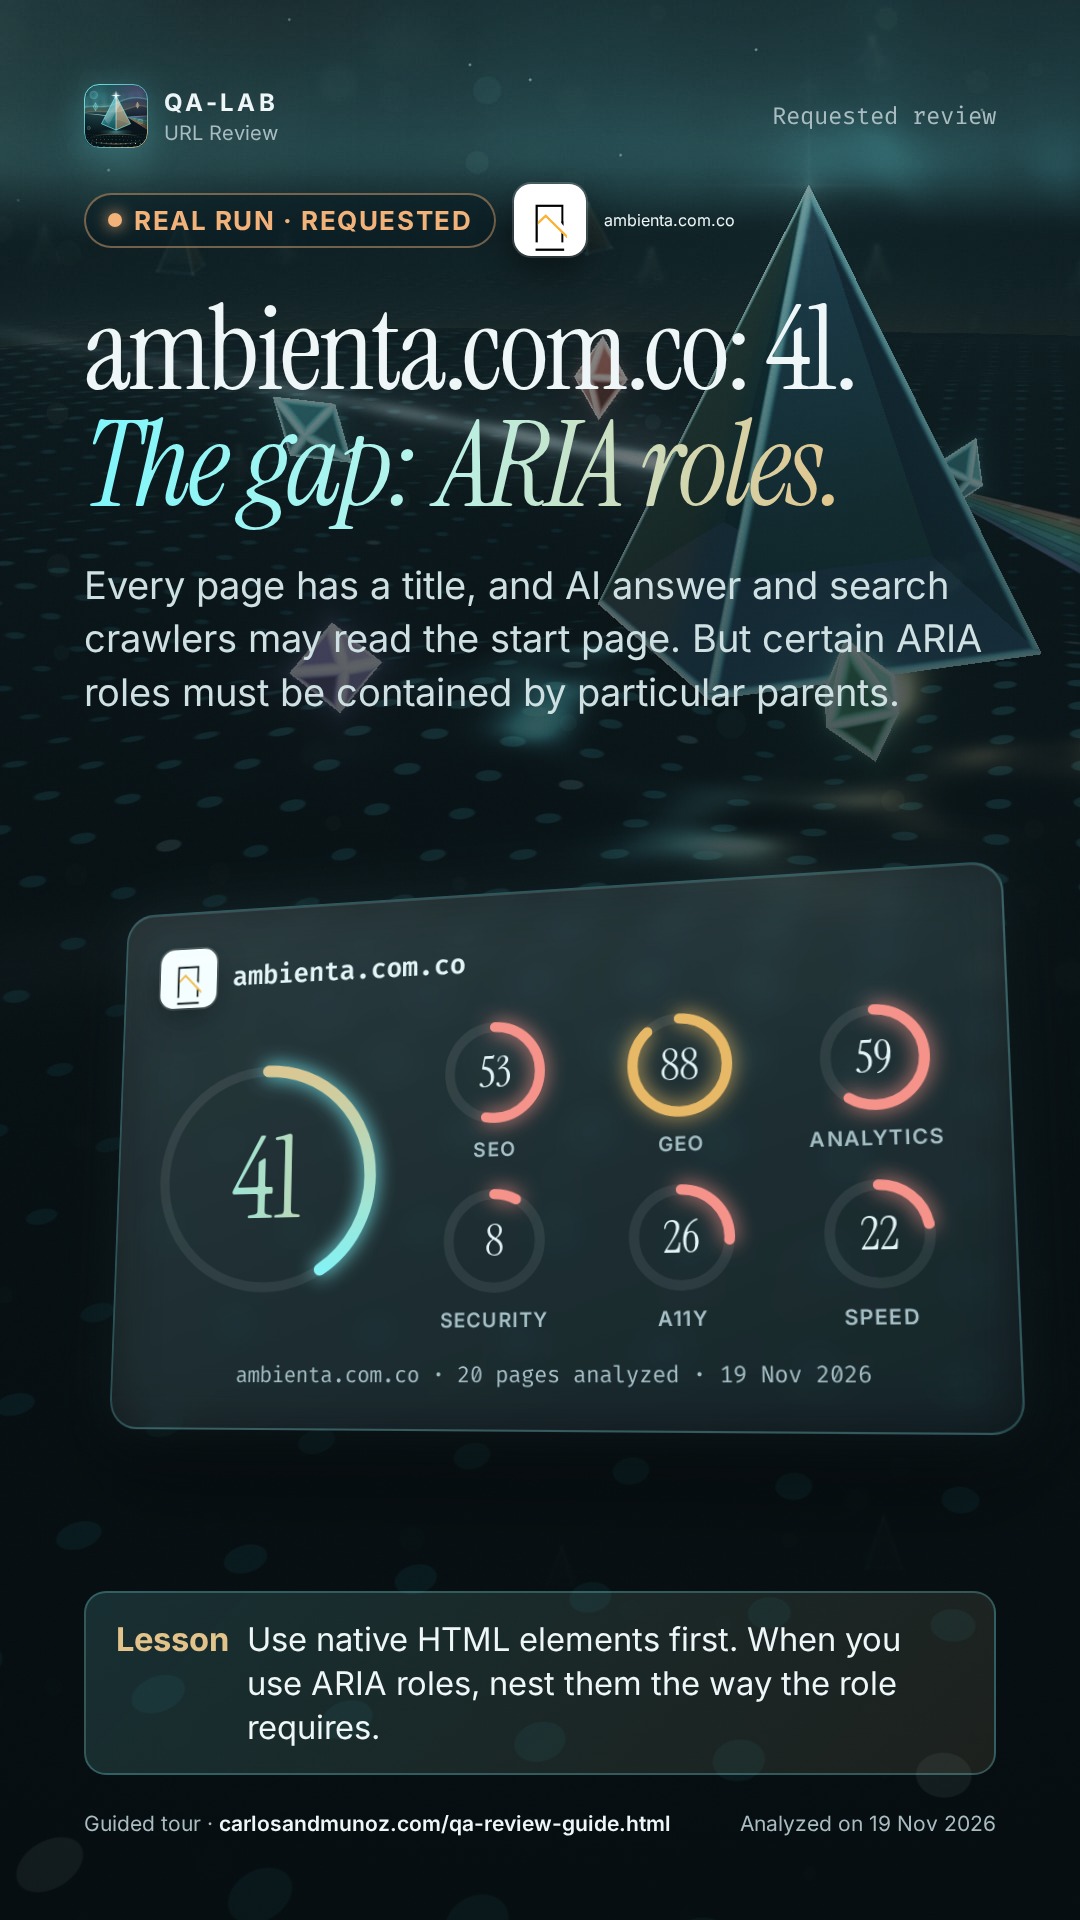 QA-LAB
URL Review
Requested review
REAL RUN · REQUESTED
ambienta.com.co
ambienta.com.co: 41.
The gap: ARIA roles.
Every page has a title, and AI answer and search
crawlers may read the start page. But certain ARIA
roles must be contained by particular parents.
ambienta.com.co
41
53
SEO
88
GEO
59
ANALYTICS
8
SECURITY
26
A11Y
22
SPEED
ambienta.com.co · 20 pages analyzed · 19 Nov 2026
Lesson Use native HTML elements first. When you
use ARIA roles, nest them the way the role
requires.
Guided tour · carlosandmunoz.com/qa-review-guide.html
Analyzed on 19 Nov 2026